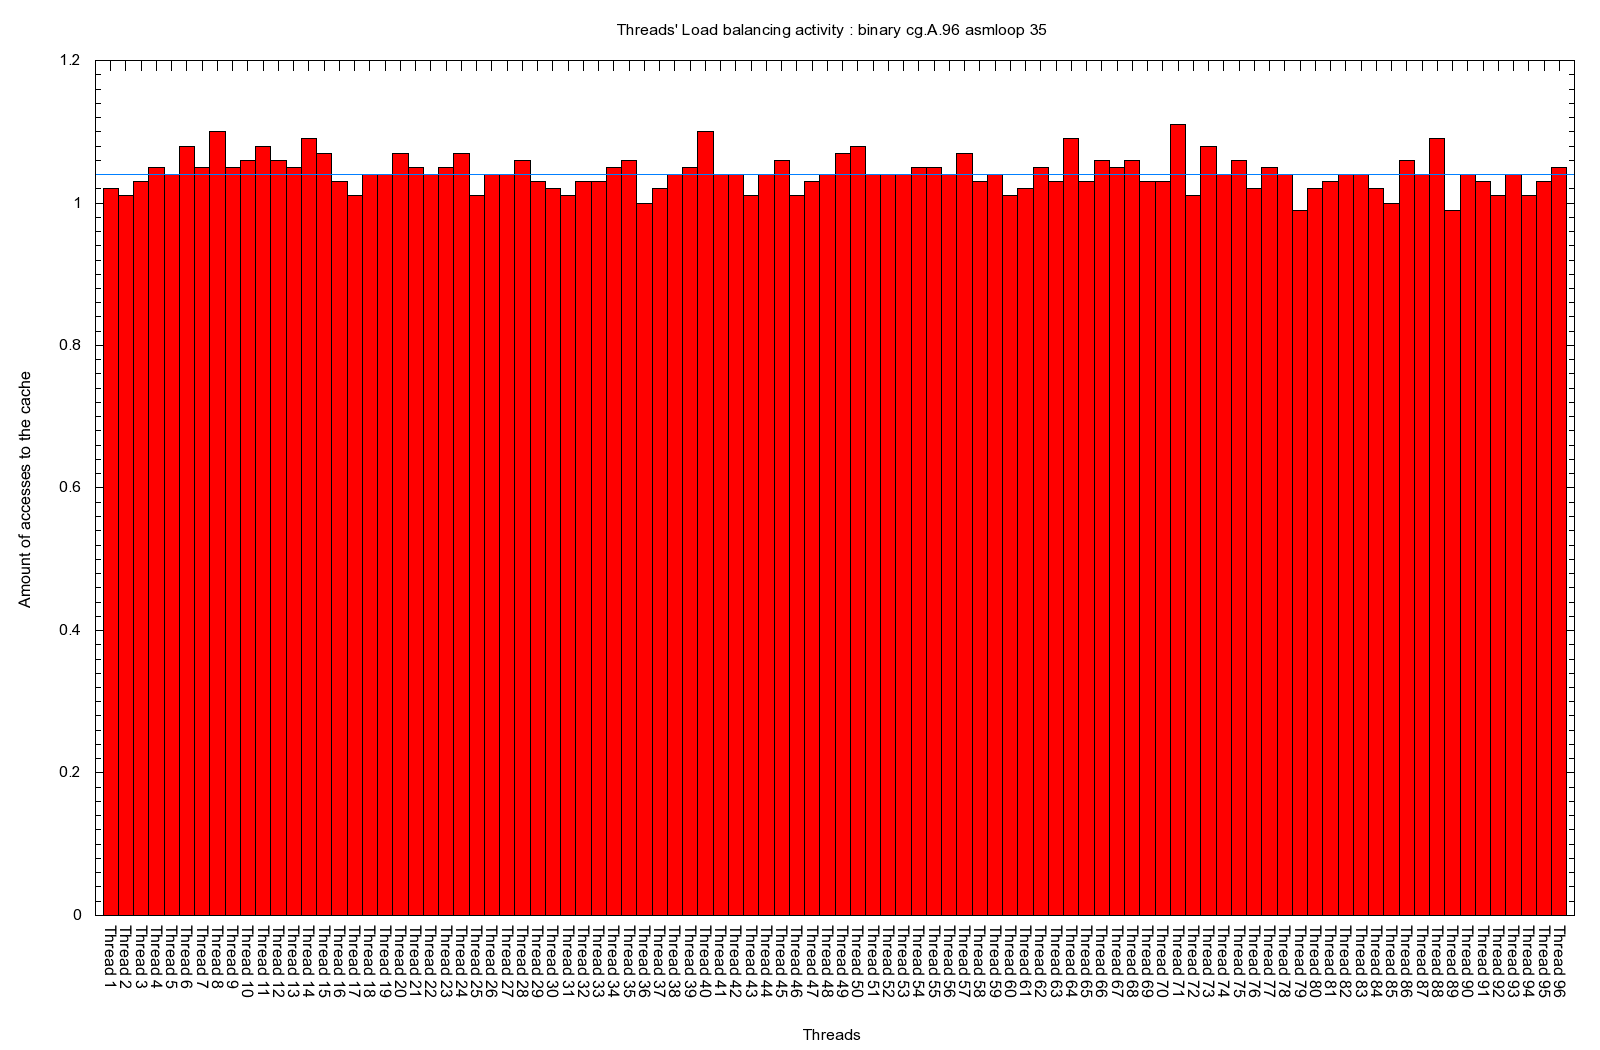 Threads' Load balancing activity : binary cg.A.96 asmloop 35
1.2
1
0.8
0.6
0.4
0.2
0
Amount of accesses to the cache
Thread 1
Thread 2
Thread 3
Thread 4
Thread 5
Thread 6
Thread 7
Thread 8
Thread 9
Thread 10
Thread 11
Thread 12
Thread 13
Thread 14
Thread 15
Thread 16
Thread 17
Thread 18
Thread 19
Thread 20
Thread 21
Thread 22
Thread 23
Thread 24
Thread 25
Thread 26
Thread 27
Thread 28
Thread 29
Thread 30
Thread 31
Thread 32
Thread 33
Thread 34
Thread 35
Thread 36
Thread 37
Thread 38
Thread 39
Thread 40
Thread 41
Thread 42
Thread 43
Thread 44
Thread 45
Thread 46
Thread 47
Thread 48
Thread 49
Thread 50
Thread 51
Thread 52
Thread 53
Thread 54
Thread 55
Thread 56
Thread 57
Thread 58
Thread 59
Thread 60
Thread 61
Thread 62
Thread 63
Thread 64
Thread 65
Thread 66
Thread 67
Thread 68
Thread 69
Thread 70
Thread 71
Thread 72
Thread 73
Thread 74
Thread 75
Thread 76
Thread 77
Thread 78
Thread 79
Thread 80
Thread 81
Thread 82
Thread 83
Thread 84
Thread 85
Thread 86
Thread 87
Thread 88
Thread 89
Thread 90
Thread 91
Thread 92
Thread 93
Thread 94
Thread 95
Thread 96
Threads